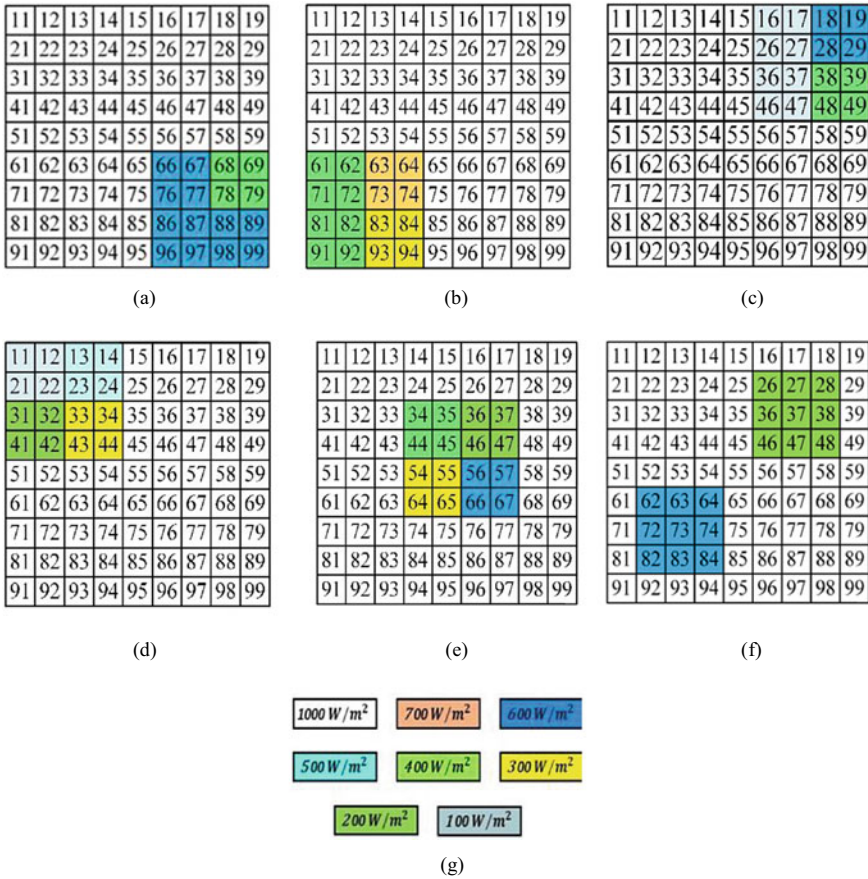 11 12 13 14 15 16 17 18 19
21 22 23 24 25 26 27 28 29
31 32 33 34 35 36 37 38 39
41 42 43 44 45 46 47 48 49
51 52 53 54 55 56 57 58 59
61 62 63 64 65 66 67 68 69
71 72 73 74 75 76 77 78 79
81 82 83 84 85 86 87 88 89
91 92 93 94 95 96 97 98 99
(a)
11 12 13 14 15 16 17 18 19
21 22 23 24 25 26 27 28 29
31 32 33 34 35 36 37 38 39
41 42 43 44 45 46 47 48 49
51 52 53 54 55 56 57 58 59
61 62 63 64 65 66 67 68 69
71 72 73 74 75 76 77 78 79
81 82 83 84 85 86 87 88 89
91 92 93 94 95 96 97 98 99
(b)
11 12 13 14 15 16 17 18 19
21 22 23 24 25 26 27 28 29
31 32 33 34 35 36 37 38 39
41 42 43 44 45 46 47 48 49
51 52 53 54 55 56 57 58 59
61 62 63 64 65 66 67 68 69
71 72 73 74 75 76 77 78 79
81 82 83 84 85 86 87 88 89
91 92 93 94 95 96 97 98 99
(c)
11 12 13 14 15 16 17 18 19
21 22 23 24 25 26 27 28 29
31 32 33 34 35 36 37 38 39
41 42 43 44 45 46 47 48 49
51 52 53 54 55 56 57 58 59
61 62 63 64 65 66 67 68 69
71 72 73 74 75 76 77 78 79
81 82 83 84 85 86 87 88 89
91 92 93 94 95 96 97 98 99
(d)
11 12 13 14 15 16 17 18 19
21 22 23 24 25 26 27 28 29
31 32 33 34 35 36 37 38 39
41 42 43 44 45 46 47 48 49
51 52 53 54 55 56 57 58 59
61 62 63 64 65 66 67 68 69
71 72 73 74 75 76 77 78 79
81 82 83 84 85 86 87 88 89
91 92 93 94 95 96 97 98 99
(e)
11 12 13 14 15 16 17 18 19
21 22 23 24 25 26 27 28 29
31 32 33 34 35 36 37 38 39
41 42 43 44 45 46 47 48 49
51 52 53 54 55 56 57 58 59
61 62 63 64 65 66 67 68 69
71 72 73 74 75 76 77 78 79
81 82 83 84 85 86 87 88 89
91 92 93 94 95 96 97 98 99
(f)
1000 W/m² 700 W/m² 600 W/m²
500 W/m² 400 W/m² 300 W/m²
200 W/m² 100 W/m²
(g)